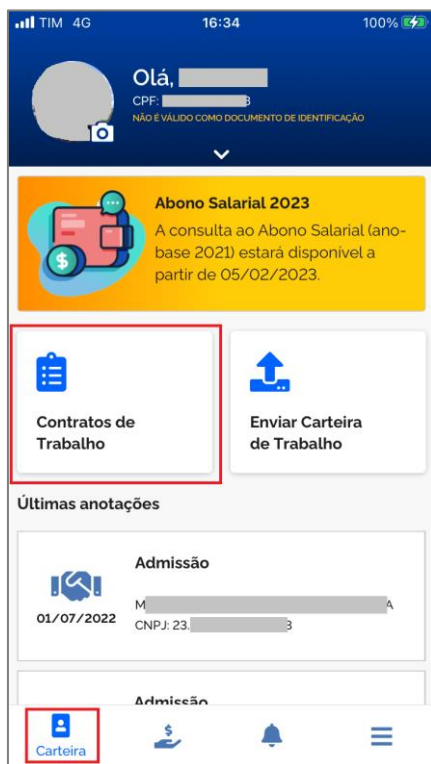 TIM 4G 16:34 100%
Olá,
CPF:
NÃO É VÁLIDO COMO DOCUMENTO DE IDENTIFICAÇÃO
Abono Salarial 2023
A consulta ao Abono Salarial (ano-
base 2021) estará disponível a
partir de 05/02/2023.
Contratos de
Trabalho
Enviar Carteira
de Trabalho
Últimas anotações
Admissão
M A
01/07/2022
CNPJ: 23.
Admissão
Carteira